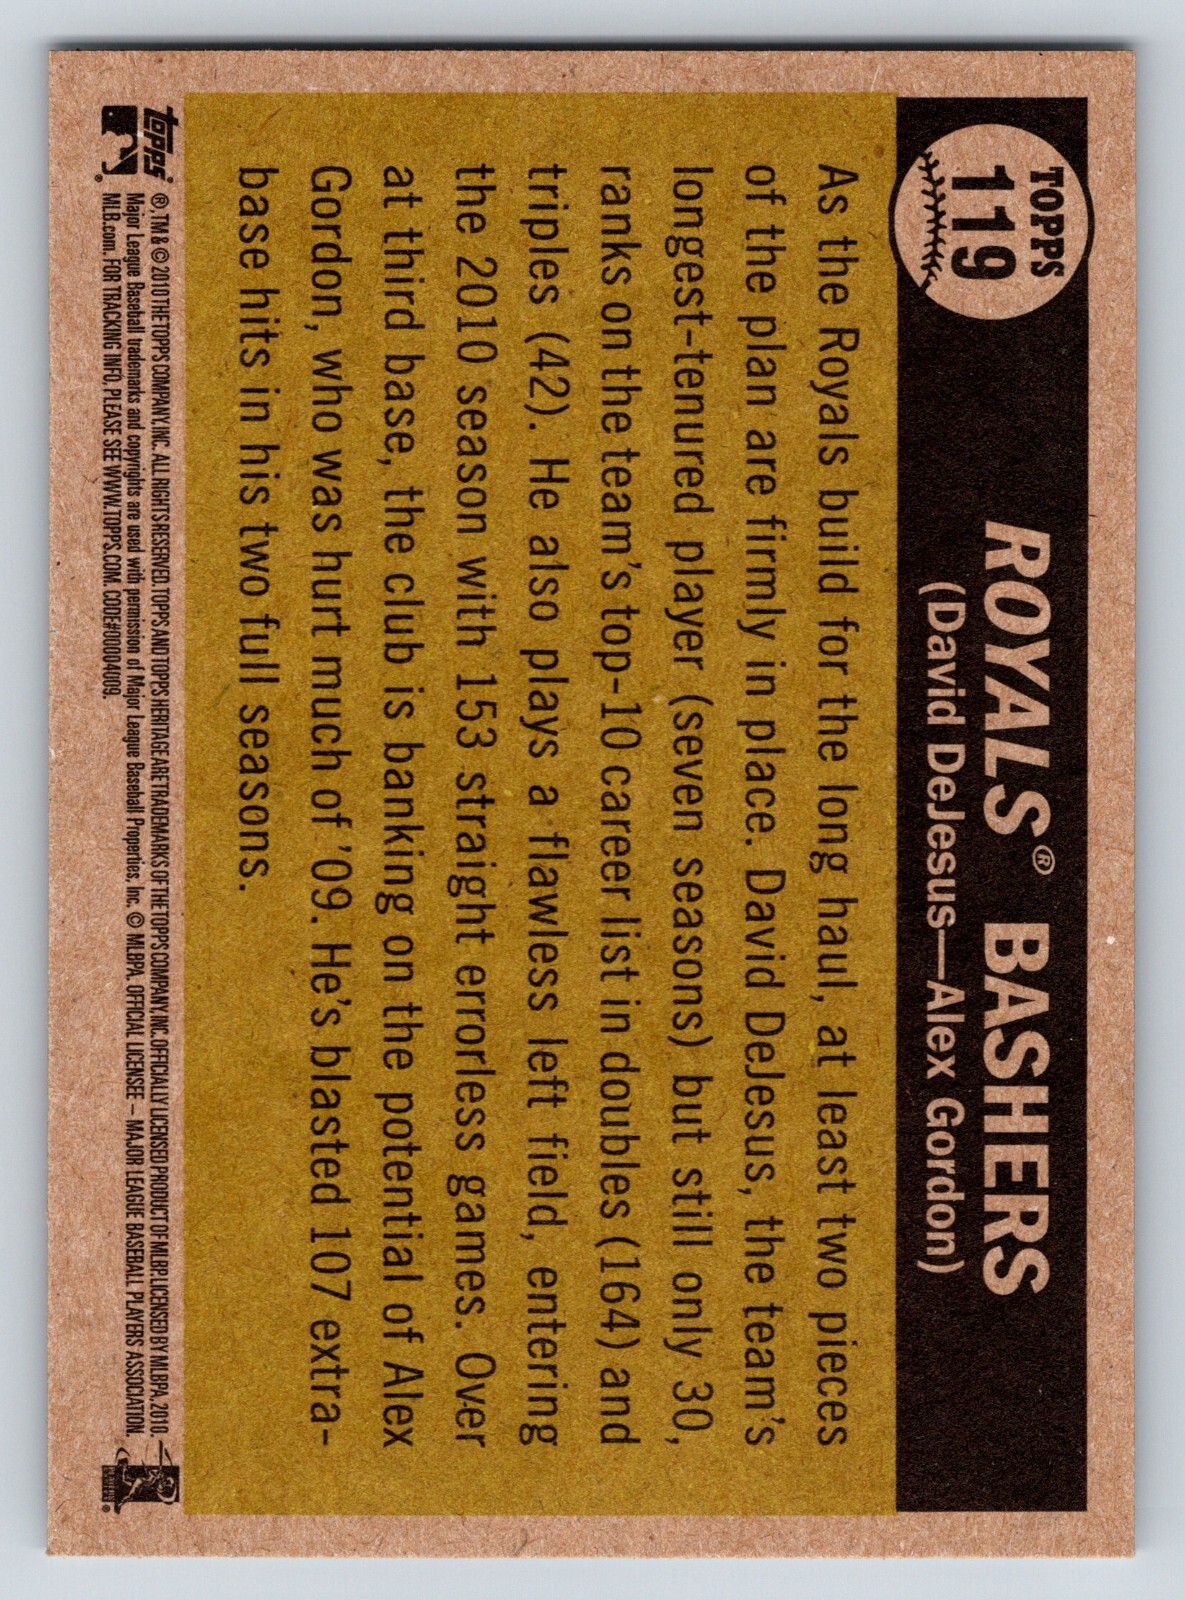 TOPPS
119
ROYALS® BASHERS
(David DeJesus—Alex Gordon)
As the Royals build for the long haul, at least two pieces
of the plan are firmly in place. David DeJesus, the team's
longest-tenured player (seven seasons) but still only 30,
ranks on the team's top-10 career list in doubles (164) and
triples (42). He also plays a flawless left field, entering
the 2010 season with 153 straight errorless games. Over
at third base, the club is banking on the potential of Alex
Gordon, who was hurt much of '09. He's blasted 107 extra-
base hits in his two full seasons.
topps
®, TM & © 2010 THE TOPPS COMPANY, INC. ALL RIGHTS RESERVED. TOPPS AND TOPPS HERITAGE ARE TRADEMARKS OF THE TOPPS COMPANY, INC. OFFICIALLY LICENSED PRODUCT OF MLBP. LICENSED BY MLBPA, 2010.
Major League Baseball trademarks and copyrights are used with permission of Major League Baseball Properties, Inc. © MLBPA. OFFICIAL LICENSEE – MAJOR LEAGUE BASEBALL PLAYERS ASSOCIATION.
MLB.com. FOR TRACKING INFO, PLEASE SEE WWW.TOPPS.COM. CODE#00004009.